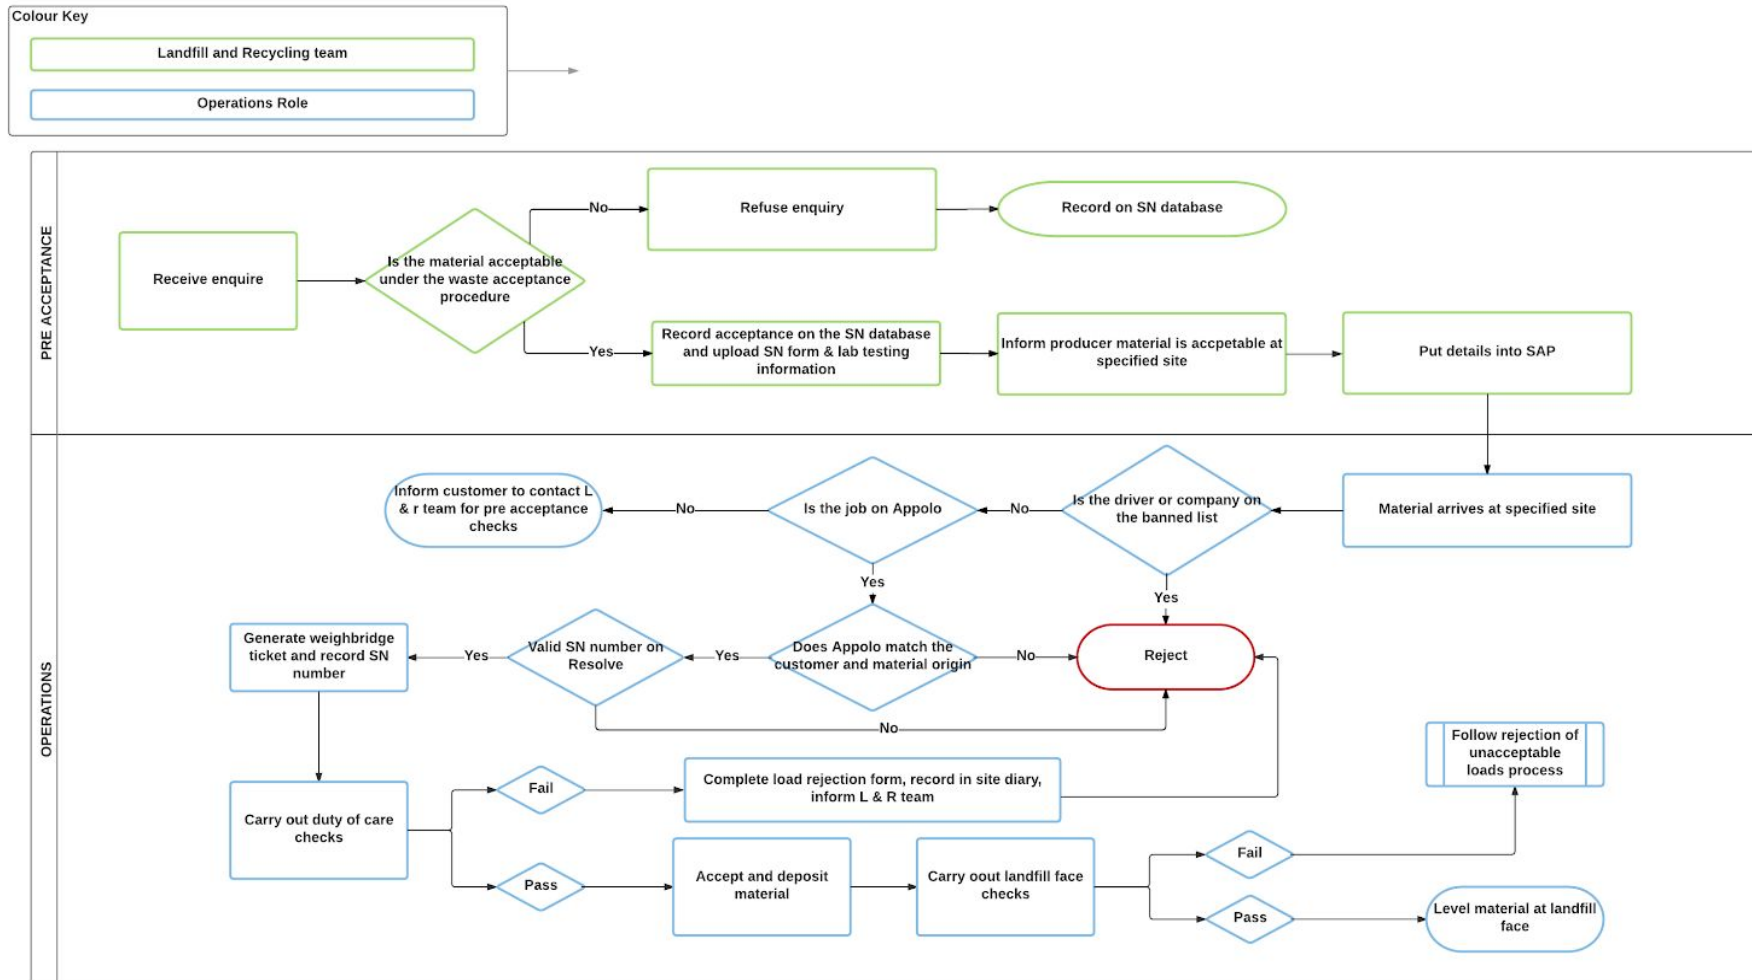 Colour Key
Landfill and Recycling team
Operations Role
PRE ACCEPTANCE
Receive enquire
Is the material acceptable
under the waste acceptance
procedure
No
Refuse enquiry
Record on SN database
Yes
Record acceptance on the SN database
and upload SN form & lab testing
information
Inform producer material is accpetable at
specified site
Put details into SAP
OPERATIONS
Material arrives at specified site
Is the driver or company on
the banned list
No
Is the job on Appolo
No
Inform customer to contact L
& r team for pre acceptance
checks
Yes
Yes
Reject
Does Appolo match the
customer and material origin
No
Yes
Valid SN number on
Resolve
No
Yes
Generate weighbridge
ticket and record SN
number
Carry out duty of care
checks
Fail
Complete load rejection form, record in site diary,
inform L & R team
Pass
Accept and deposit
material
Carry oout landfill face
checks
Fail
Follow rejection of
unacceptable
loads process
Pass
Level material at landfill
face